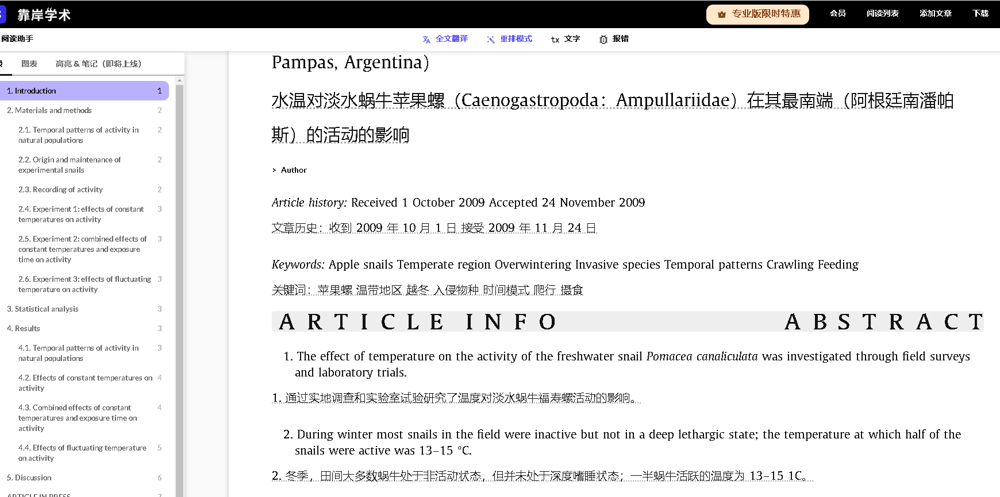 靠岸学术
专业版限时特惠
会员
阅读列表
添加文章
下载
阅读助手
全文翻译
重排模式
tx 文字
报错
图表
高亮 & 笔记（即将上线）
1. Introduction 1
2. Materials and methods 2
2.1. Temporal patterns of activity in 2
natural populations
2.2. Origin and maintenance of 2
experimental snails
2.3. Recording of activity 2
2.4. Experiment 1: effects of constant 3
temperatures on activity
2.5. Experiment 2: combined effects of 3
constant temperatures and exposure
time on activity
2.6. Experiment 3: effects of fluctuating 3
temperature on activity
3. Statistical analysis 3
4. Results 3
4.1. Temporal patterns of activity in 3
natural populations
4.2. Effects of constant temperatures on 4
activity
4.3. Combined effects of constant 4
temperatures and exposure time on
activity
4.4. Effects of fluctuating temperature 5
on activity
5. Discussion 6
ARTICLE IN PRESS 7
Pampas, Argentina)
水温对淡水蜗牛苹果螺（Caenogastropoda：Ampullariidae）在其最南端（阿根廷南潘帕
斯）的活动的影响
> Author
Article history: Received 1 October 2009 Accepted 24 November 2009
文章历史：收到 2009 年 10 月 1 日 接受 2009 年 11 月 24 日
Keywords: Apple snails Temperate region Overwintering Invasive species Temporal patterns Crawling Feeding
关键词：苹果螺 温带地区 越冬 入侵物种 时间模式 爬行 摄食
A R T I C L E I N F O A B S T R A C T
1. The effect of temperature on the activity of the freshwater snail Pomacea canaliculata was investigated through field surveys
and laboratory trials.
1. 通过实地调查和实验室试验研究了温度对淡水蜗牛福寿螺活动的影响。
2. During winter most snails in the field were inactive but not in a deep lethargic state; the temperature at which half of the
snails were active was 13–15 °C.
2. 冬季，田间大多数蜗牛处于非活动状态，但并未处于深度嗜睡状态；一半蜗牛活跃的温度为 13–15 1C。